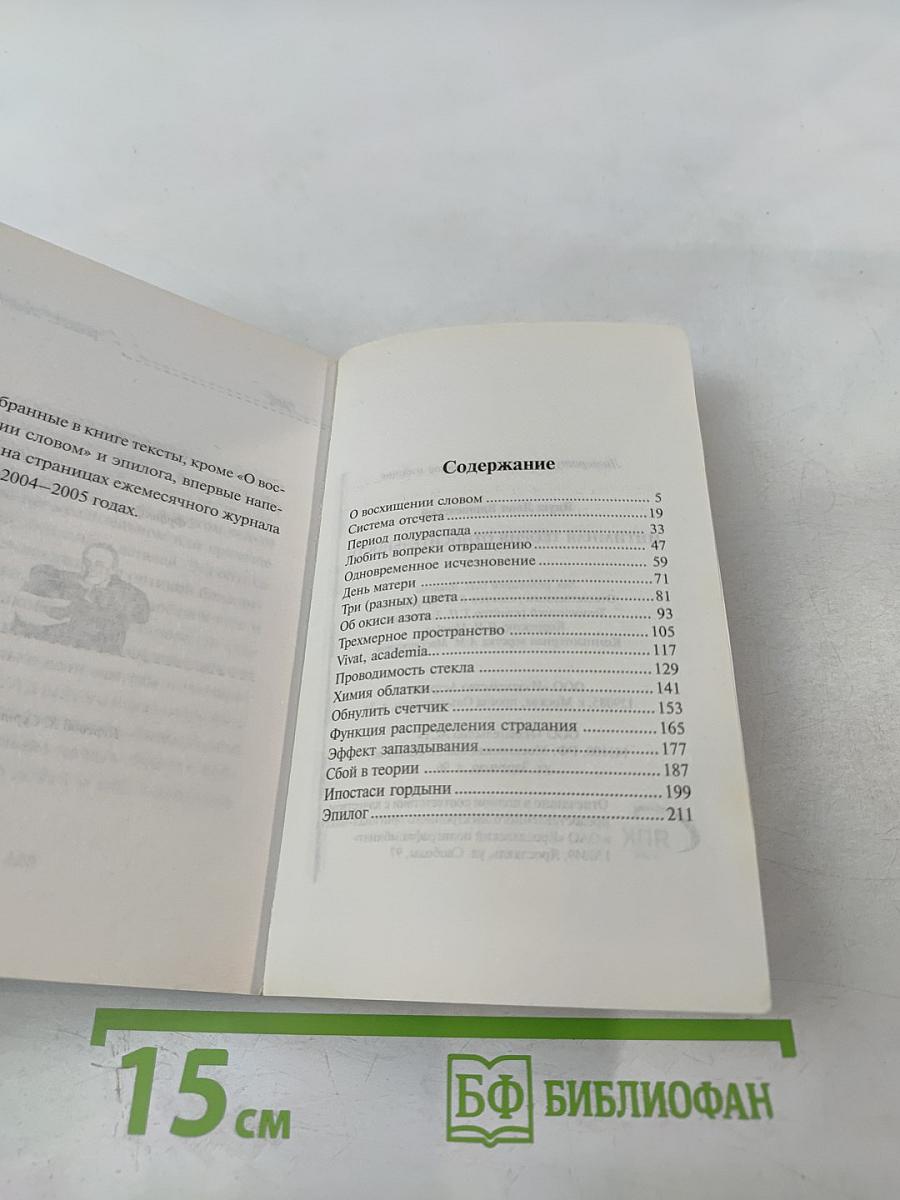 бранные в книге тексты, кроме «О вос-
ии словом» и эпилога, впервые напе-
на страницах ежемесячного журнала
2004—2005 годах.
Содержание
О восхищении словом ........ 5
Система отсчета ........ 19
Период полураспада ........ 33
Любить вопреки отвращению ........ 47
Одновременное исчезновение ........ 59
День матери ........ 71
Три (разных) цвета ........ 81
Об окиси азота ........ 93
Трехмерное пространство ........ 105
Vivat, academia... ........ 117
Проводимость стекла ........ 129
Химия облатки ........ 141
Обнулить счетчик ........ 153
Функция распределения страдания ........ 165
Эффект запаздывания ........ 177
Сбой в теории ........ 187
Ипостаси гордыни ........ 199
Эпилог ........ 211
15 см
БФ БИБЛИОФАН